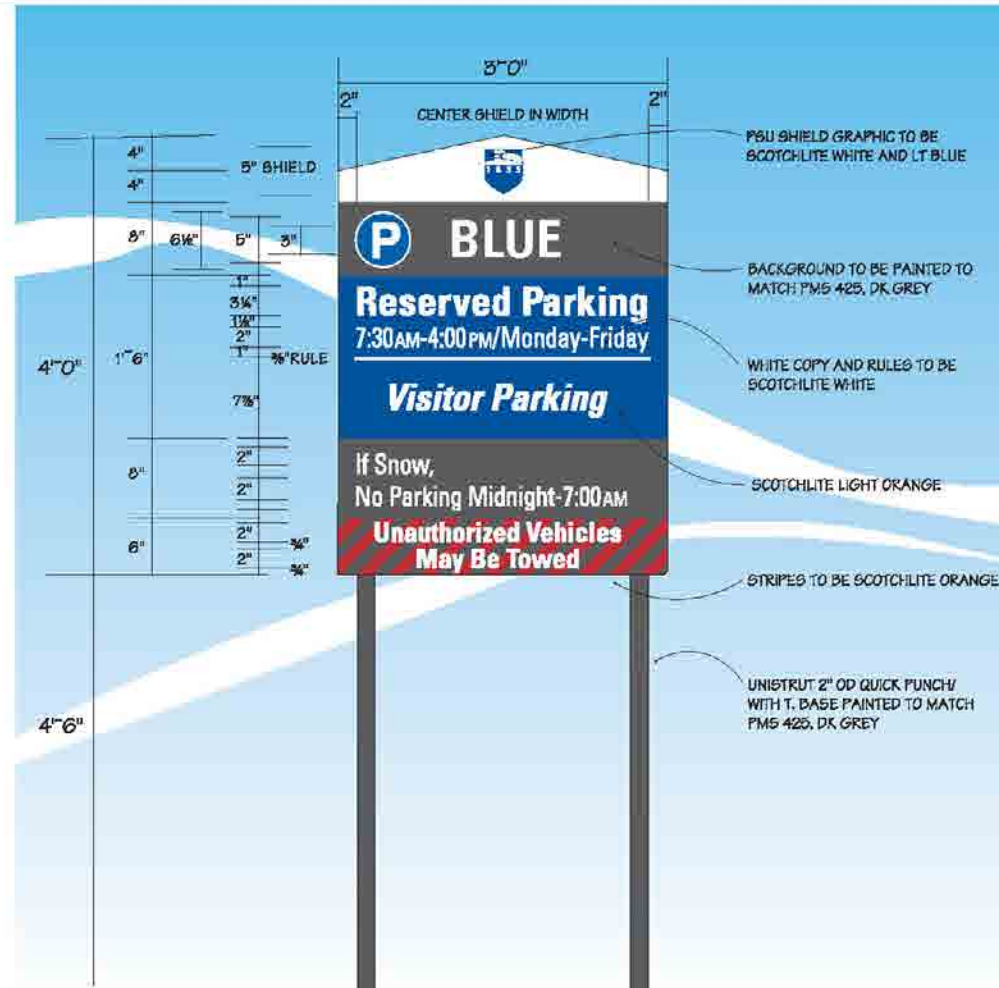 3'-0"
2"
2"
CENTER SHIELD IN WIDTH
4"
4"
5" SHIELD
8"
6½"
5"
3"
1"
3¼"
2"
1"
⅜" RULE
4'-0"
1'-6"
8"
2"
2"
6"
2"
¾"
2"
¾"
4'-6"
1855
P
BLUE
Reserved Parking
7:30AM-4:00PM/Monday-Friday
Visitor Parking
If Snow,
No Parking Midnight-7:00AM
Unauthorized Vehicles
May Be Towed
PSU SHIELD GRAPHIC TO BE
SCOTCHLITE WHITE AND LT BLUE
BACKGROUND TO BE PAINTED TO
MATCH PMS 425, DK GREY
WHITE COPY AND RULES TO BE
SCOTCHLITE WHITE
SCOTCHLITE LIGHT ORANGE
STRIPES TO BE SCOTCHLITE ORANGE
UNISTRUT 2" OD QUICK PUNCH/
WITH T. BASE PAINTED TO MATCH
PMS 425, DK GREY